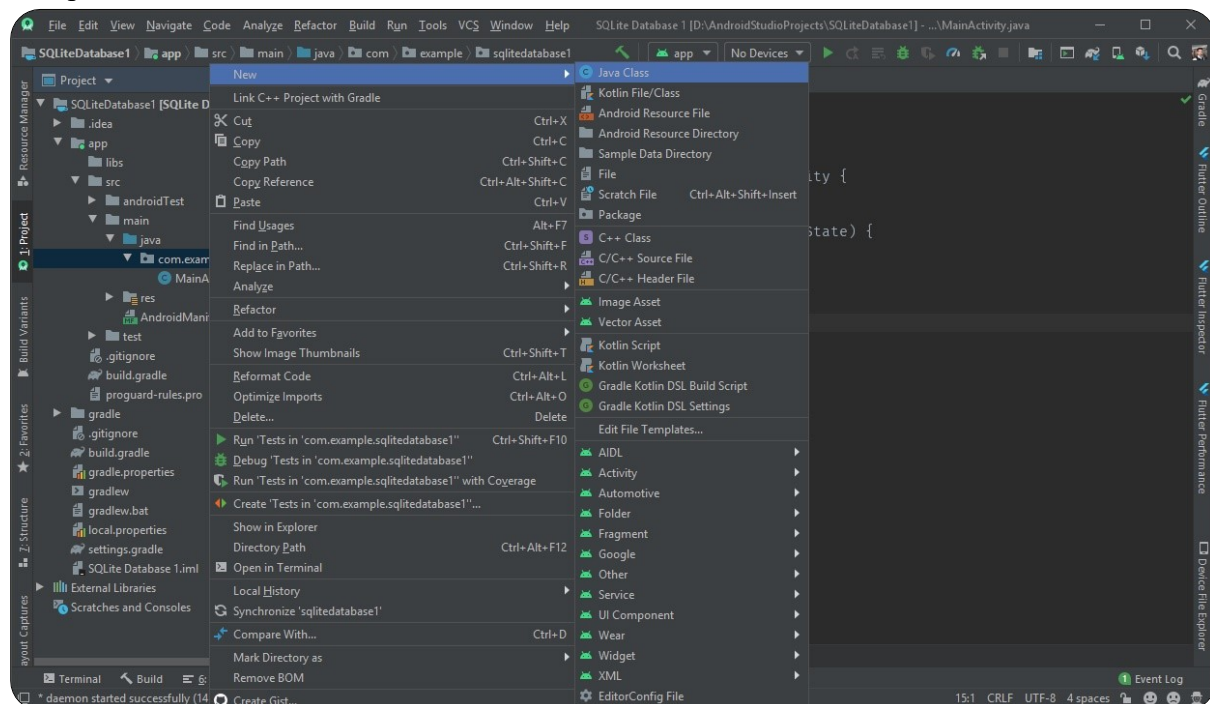 File Edit View Navigate Code Analyze Refactor Build Run Tools VCS Window Help SQLite Database 1 [D:\AndroidStudioProjects\SQLiteDatabase1] - ...\MainActivity.java
SQLiteDatabase1 app src main java com example sqlitedatabase1 app No Devices
Project
SQLiteDatabase1 [SQLite D
.idea
app
libs
src
androidTest
main
java
com.exam
MainA
res
AndroidMani
test
.gitignore
build.gradle
proguard-rules.pro
gradle
.gitignore
build.gradle
gradle.properties
gradlew
gradlew.bat
local.properties
settings.gradle
SQLite Database 1.iml
External Libraries
Scratches and Consoles
Resource Manager
1: Project
Build Variants
2: Favorites
7: Structure
ayout Captures
New
Link C++ Project with Gradle
Cut Ctrl+X
Copy Ctrl+C
Copy Path Ctrl+Shift+C
Copy Reference Ctrl+Alt+Shift+C
Paste Ctrl+V
Find Usages Alt+F7
Find in Path... Ctrl+Shift+F
Replace in Path... Ctrl+Shift+R
Analyze
Refactor
Add to Favorites
Show Image Thumbnails Ctrl+Shift+T
Reformat Code Ctrl+Alt+L
Optimize Imports Ctrl+Alt+O
Delete... Delete
Run 'Tests in 'com.example.sqlitedatabase1'' Ctrl+Shift+F10
Debug 'Tests in 'com.example.sqlitedatabase1''
Run 'Tests in 'com.example.sqlitedatabase1'' with Coverage
Create 'Tests in 'com.example.sqlitedatabase1''...
Show in Explorer
Directory Path Ctrl+Alt+F12
Open in Terminal
Local History
Synchronize 'sqlitedatabase1'
Compare With... Ctrl+D
Mark Directory as
Remove BOM
Create Gist...
Java Class
Kotlin File/Class
Android Resource File
Android Resource Directory
Sample Data Directory
File
Scratch File Ctrl+Alt+Shift+Insert
Package
C++ Class
C/C++ Source File
C/C++ Header File
Image Asset
Vector Asset
Kotlin Script
Kotlin Worksheet
Gradle Kotlin DSL Build Script
Gradle Kotlin DSL Settings
Edit File Templates...
AIDL
Activity
Automotive
Folder
Fragment
Google
Other
Service
UI Component
Wear
Widget
XML
EditorConfig File
ity {
State) {
Gradle
Flutter Outline
Flutter Inspector
Flutter Performance
Device File Explorer
Terminal Build 6: 1 Event Log
* daemon started successfully (14 15:1 CRLF UTF-8 4 spaces